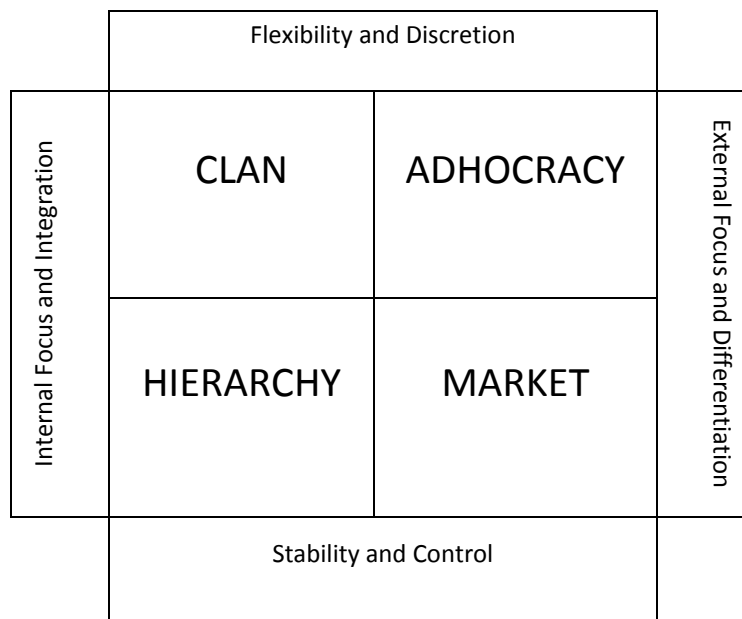 Flexibility and Discretion
Internal Focus and Integration
CLAN
ADHOCRACY
External Focus and Differentiation
HIERARCHY
MARKET
Stability and Control